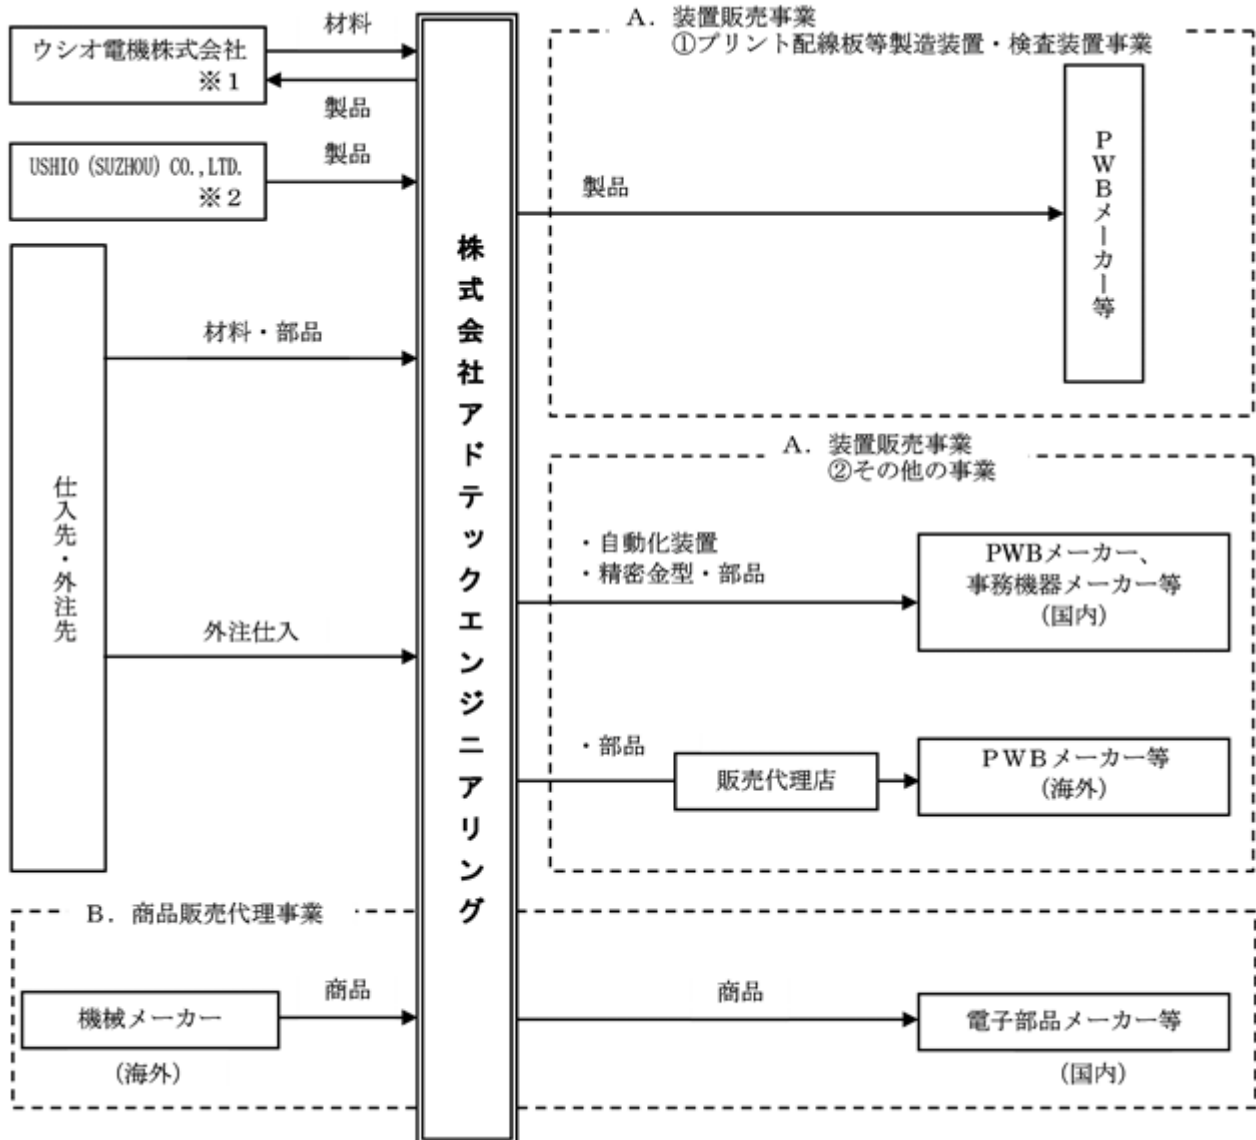 材料
ウシオ電機株式会社
※1
製品
USHIO (SUZHOU) CO.,LTD.
※2
製品
仕入先・外注先
材料・部品
外注仕入
株式会社アドテックエンジニアリング
A．装置販売事業
①プリント配線板等製造装置・検査装置事業
製品
PWBメーカー等
A．装置販売事業
②その他の事業
・自動化装置
・精密金型・部品
PWBメーカー、
事務機器メーカー等
(国内)
・部品
販売代理店
ＰＷＢメーカー等
(海外)
B．商品販売代理事業
機械メーカー
(海外)
商品
商品
電子部品メーカー等
(国内)